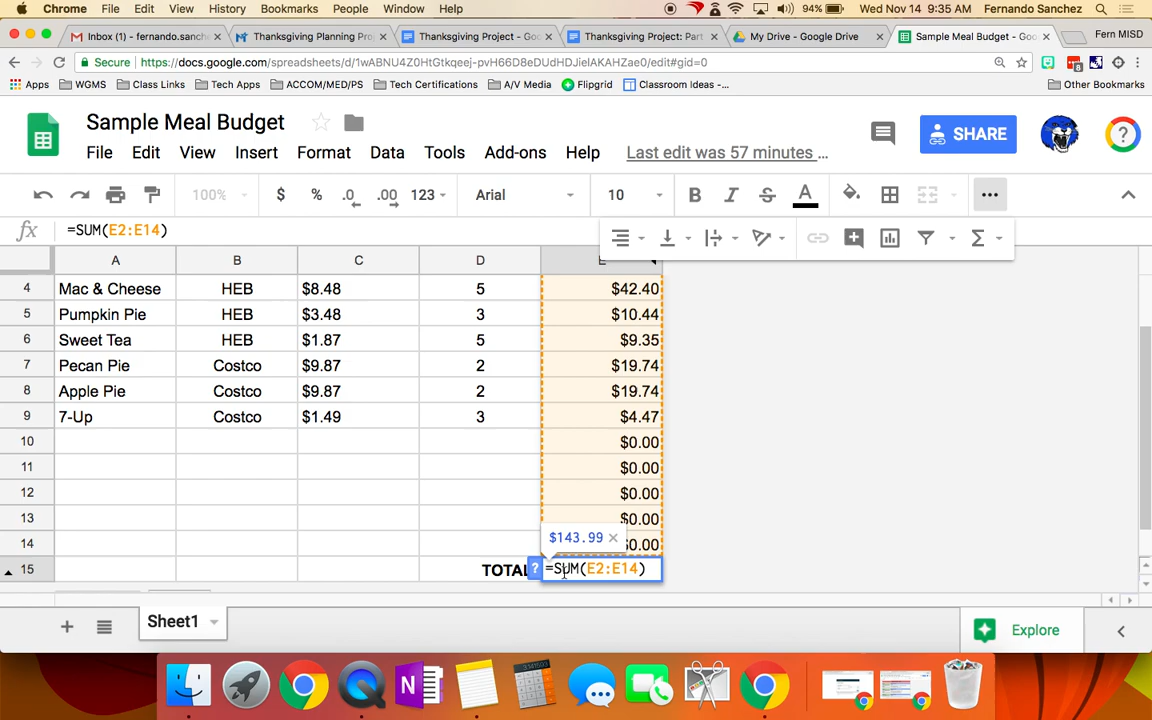 Chrome File Edit View History Bookmarks People Window Help 94% Wed Nov 14 9:35 AM Fernando Sanchez
Inbox (1) - fernando.sanche × Thanksgiving Planning Proj × Thanksgiving Project - Goo × Thanksgiving Project: Part × My Drive - Google Drive × Sample Meal Budget - Goo × Fern MISD
Secure https://docs.google.com/spreadsheets/d/1wABNU4Z0HtGtkqeej-pvH66D8eDUdHDJielAKAHZae0/edit#gid=0 8
Apps WGMS Class Links Tech Apps ACCOM/MED/PS Tech Certifications A/V Media Flipgrid Classroom Ideas -... Other Bookmarks
Sample Meal Budget
SHARE ?
File Edit View Insert Format Data Tools Add-ons Help Last edit was 57 minutes ...
100% $ % .0 .00 123 Arial 10 B I S A ...
fx =SUM(E2:E14)
Σ
A B C D E
4 Mac & Cheese HEB $8.48 5 $42.40
5 Pumpkin Pie HEB $3.48 3 $10.44
6 Sweet Tea HEB $1.87 5 $9.35
7 Pecan Pie Costco $9.87 2 $19.74
8 Apple Pie Costco $9.87 2 $19.74
9 7-Up Costco $1.49 3 $4.47
10 $0.00
11 $0.00
12 $0.00
13 $0.00
$143.99 ×
14 $0.00
15 TOTAL ? =SUM(E2:E14)
+ Sheet1 Explore
N